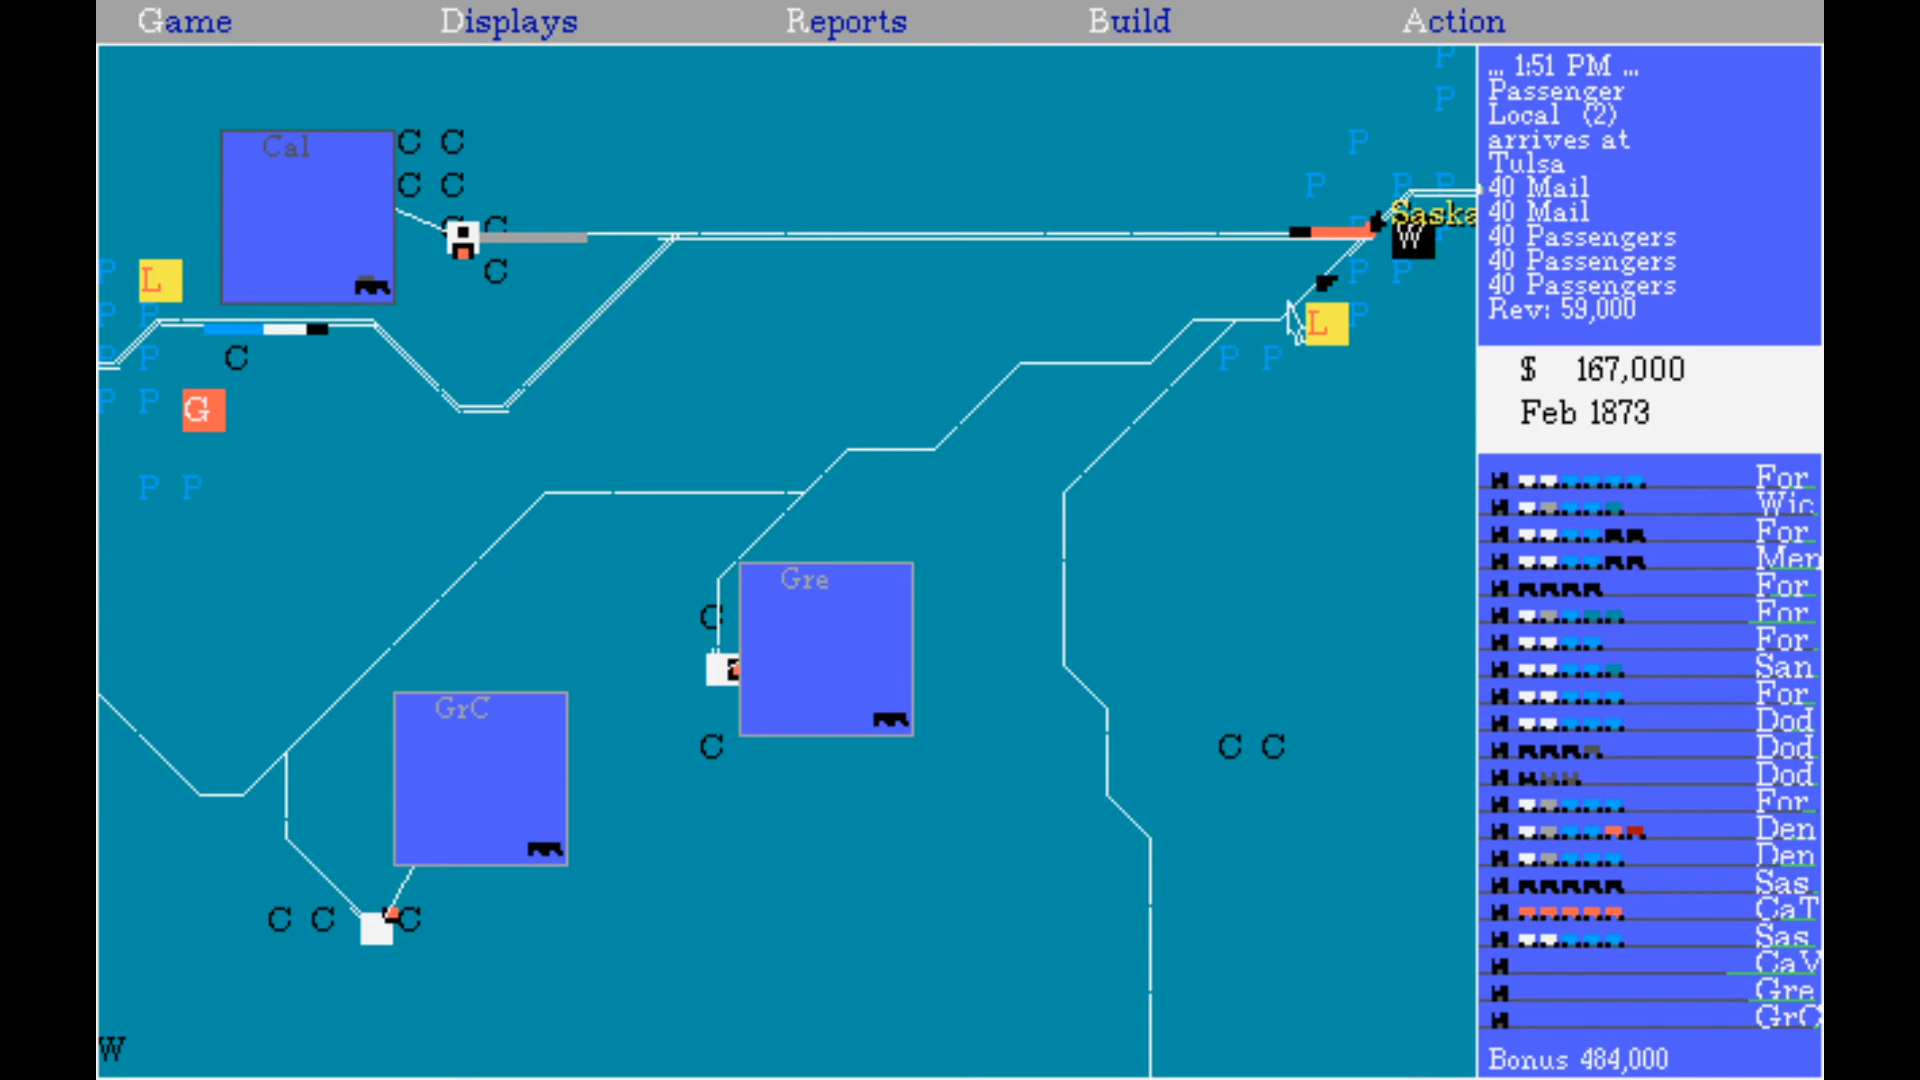 Game Displays Reports Build Action
... 1:51 PM ...
Passenger
Local (2)
arrives at
Tulsa
40 Mail
40 Mail
40 Passengers
40 Passengers
40 Passengers
Rev: 59,000
$ 167,000
Feb 1873
For
Wic
For
Mem
For
For
For
San
For
Dod
Dod
Dod
For
Den
Den
Sas
CaT
Sas
CaV
Gre
GrC
Bonus 484,000
P
P
P
Cal C C
P P P
C C
Saska
C
W
P L
C
P P
P P
L P
P C
P P
P P
G
P P
Gre
C
GrC
C
C C
C C C
W